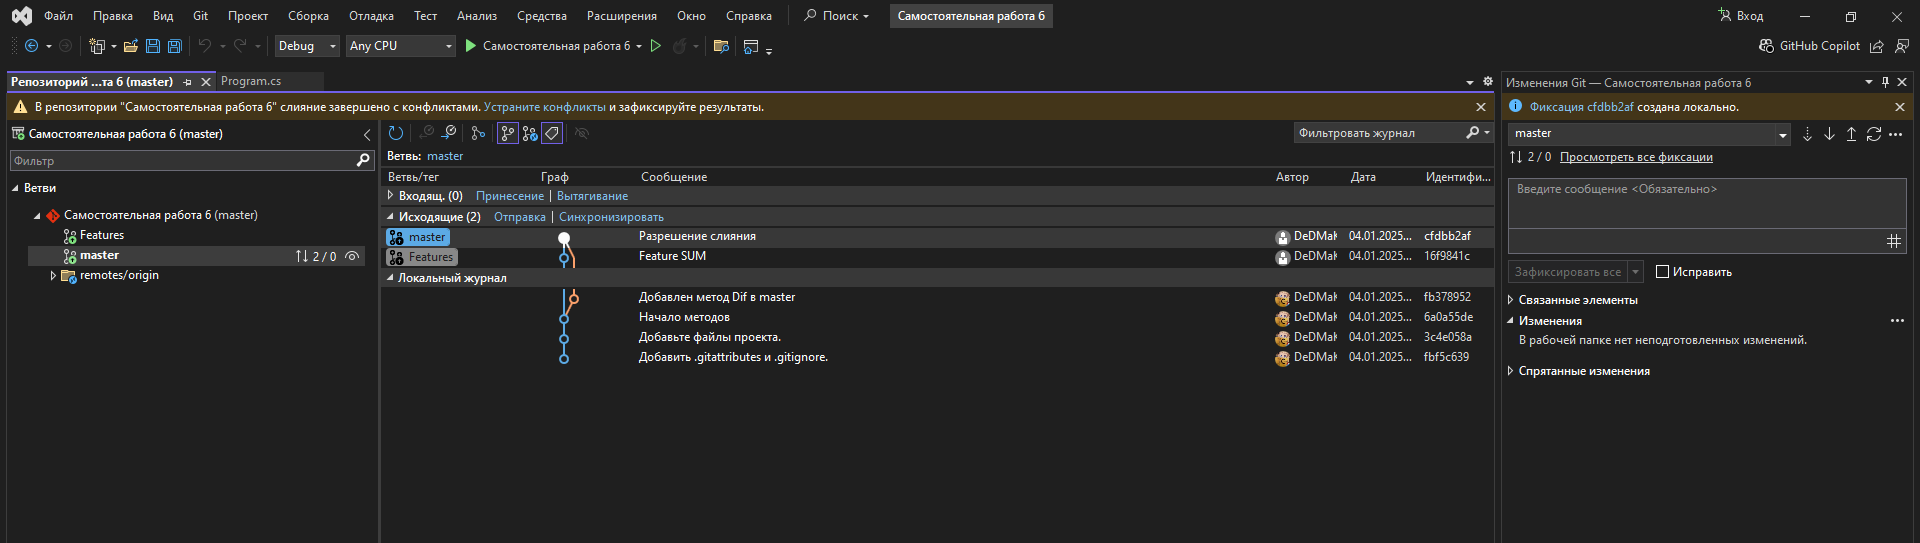 Файл Правка Вид Git Проект Сборка Отладка Тест Анализ Средства Расширения Окно Справка Поиск Самостоятельная работа 6 Вход
Debug Any CPU Самостоятельная работа 6 GitHub Copilot
Репозиторий ...та 6 (master) Program.cs
В репозитории "Самостоятельная работа 6" слияние завершено с конфликтами. Устраните конфликты и зафиксируйте результаты.
Самостоятельная работа 6 (master)
Фильтр
Ветви
Самостоятельная работа 6 (master)
Features
master 2 / 0
remotes/origin
Фильтровать журнал
Ветвь: master
Ветвь/тег Граф Сообщение Автор Дата Идентифи...
Входящ. (0) Принесение | Вытягивание
Исходящие (2) Отправка | Синхронизировать
master Разрешение слияния DeDMaK 04.01.2025... cfdbb2af
Features Feature SUM DeDMaK 04.01.2025... 16f9841c
Локальный журнал
Добавлен метод Dif в master DeDMaK 04.01.2025... fb378952
Начало методов DeDMaK 04.01.2025... 6a0a55de
Добавьте файлы проекта. DeDMaK 04.01.2025... 3c4e058a
Добавить .gitattributes и .gitignore. DeDMaK 04.01.2025... fbf5c639
Изменения Git — Самостоятельная работа 6
Фиксация cfdbb2af создана локально.
master
2 / 0 Просмотреть все фиксации
Введите сообщение <Обязательно>
Зафиксировать все Исправить
Связанные элементы
Изменения
В рабочей папке нет неподготовленных изменений.
Спрятанные изменения